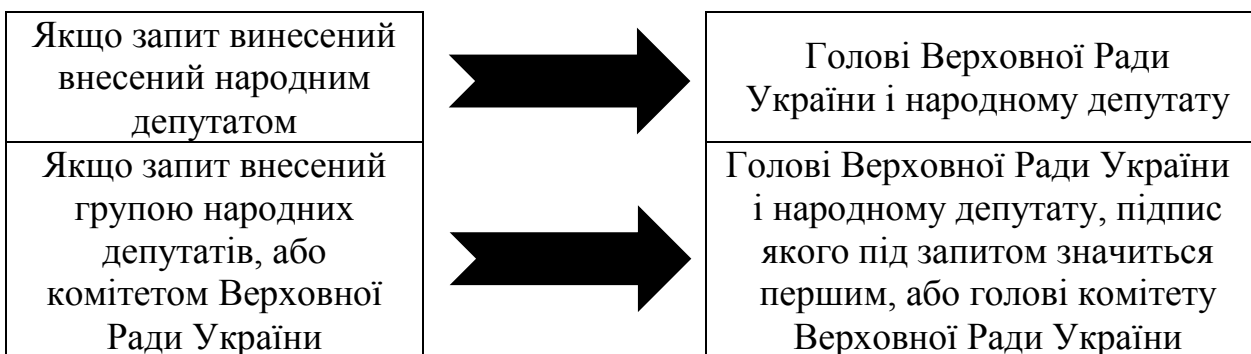 Якщо запит винесений
внесений народним
депутатом
Голові Верховної Ради
України і народному депутату
Якщо запит внесений
групою народних
депутатів, або
комітетом Верховної
Ради України
Голові Верховної Ради України
і народному депутату, підпис
якого під запитом значиться
першим, або голові комітету
Верховної Ради України